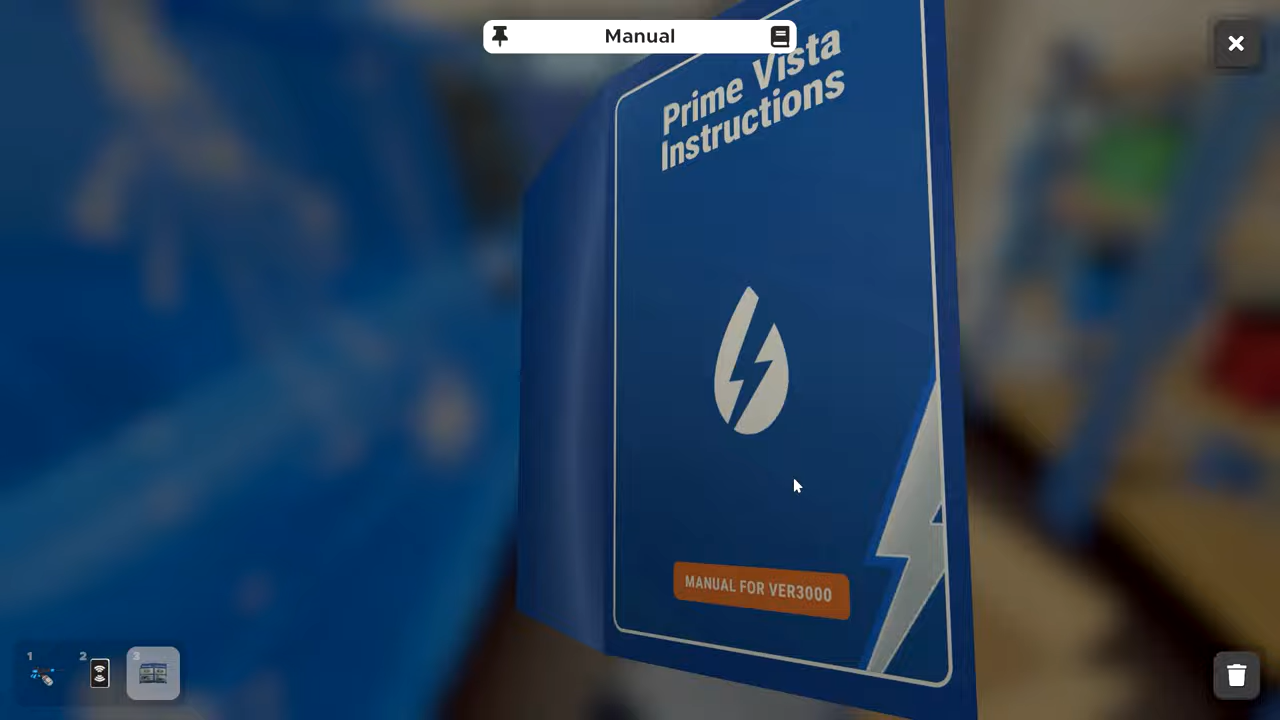 Manual
Prime Vista
Instructions
MANUAL FOR VER3000
1
2
3